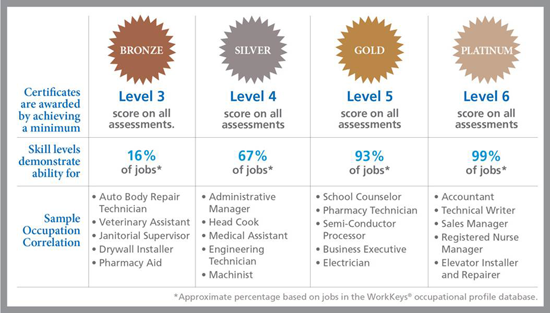 BRONZE
SILVER
GOLD
PLATINUM
Certificates
are awarded
by achieving
a minimum
Level 3
score on all
assessments.
Level 4
score on all
assessments
Level 5
score on all
assessments
Level 6
score on all
assessments
Skill levels
demonstrate
ability for
16%
of jobs*
67%
of jobs*
93%
of jobs*
99%
of jobs*
Sample
Occupation
Correlation
• Auto Body Repair
Technician
• Veterinary Assistant
• Janitorial Supervisor
• Drywall Installer
• Pharmacy Aid
• Administrative
Manager
• Head Cook
• Medical Assistant
• Engineering
Technician
• Machinist
• School Counselor
• Pharmacy Technician
• Semi-Conductor
Processor
• Business Executive
• Electrician
• Accountant
• Technical Writer
• Sales Manager
• Registered Nurse
Manager
• Elevator Installer
and Repairer
*Approximate percentage based on jobs in the WorkKeys® occupational profile database.